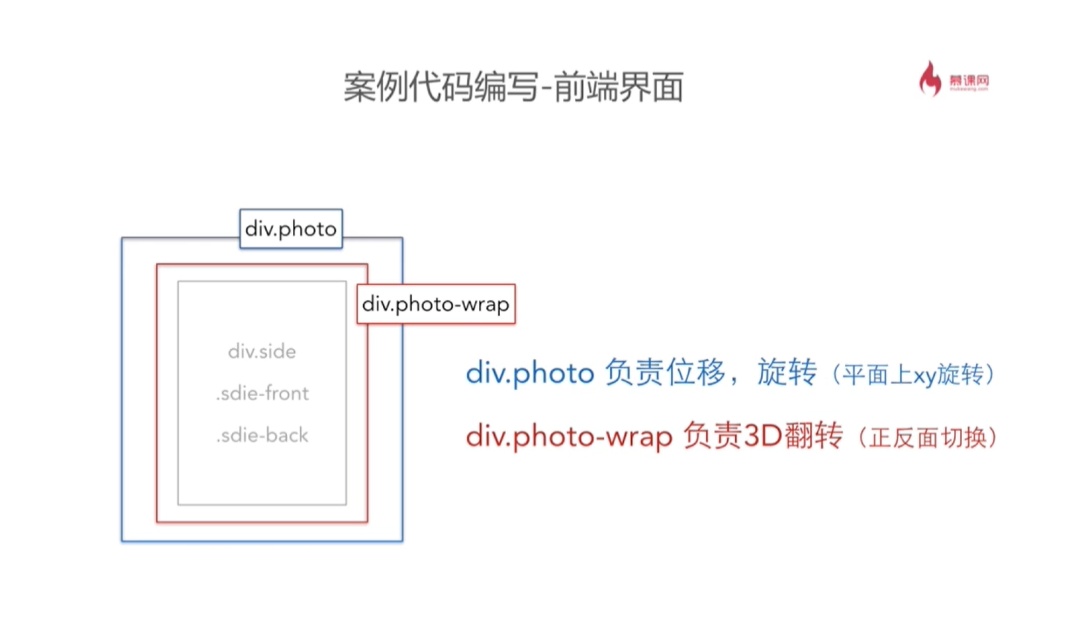 案例代码编写-前端界面
慕课网
div.photo
div.photo-wrap
div.side
.sdie-front
.sdie-back
div.photo 负责位移，旋转（平面上xy旋转）
div.photo-wrap 负责3D翻转（正反面切换）